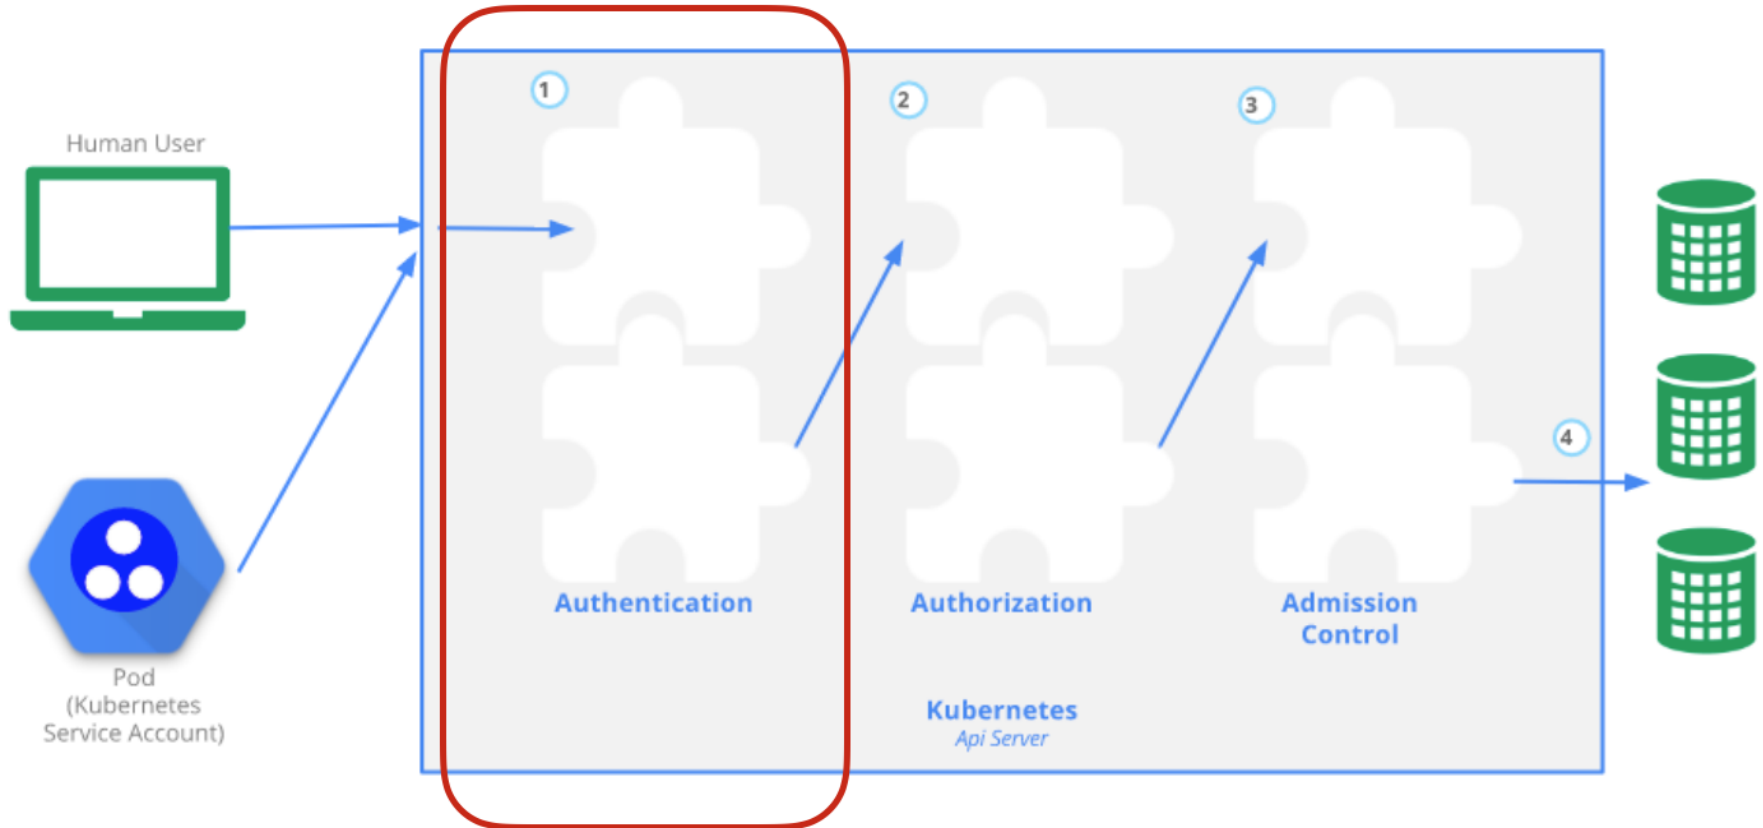 Human User
1
2
3
4
Pod
(Kubernetes
Service Account)
Authentication
Authorization
Admission
Control
Kubernetes
Api Server